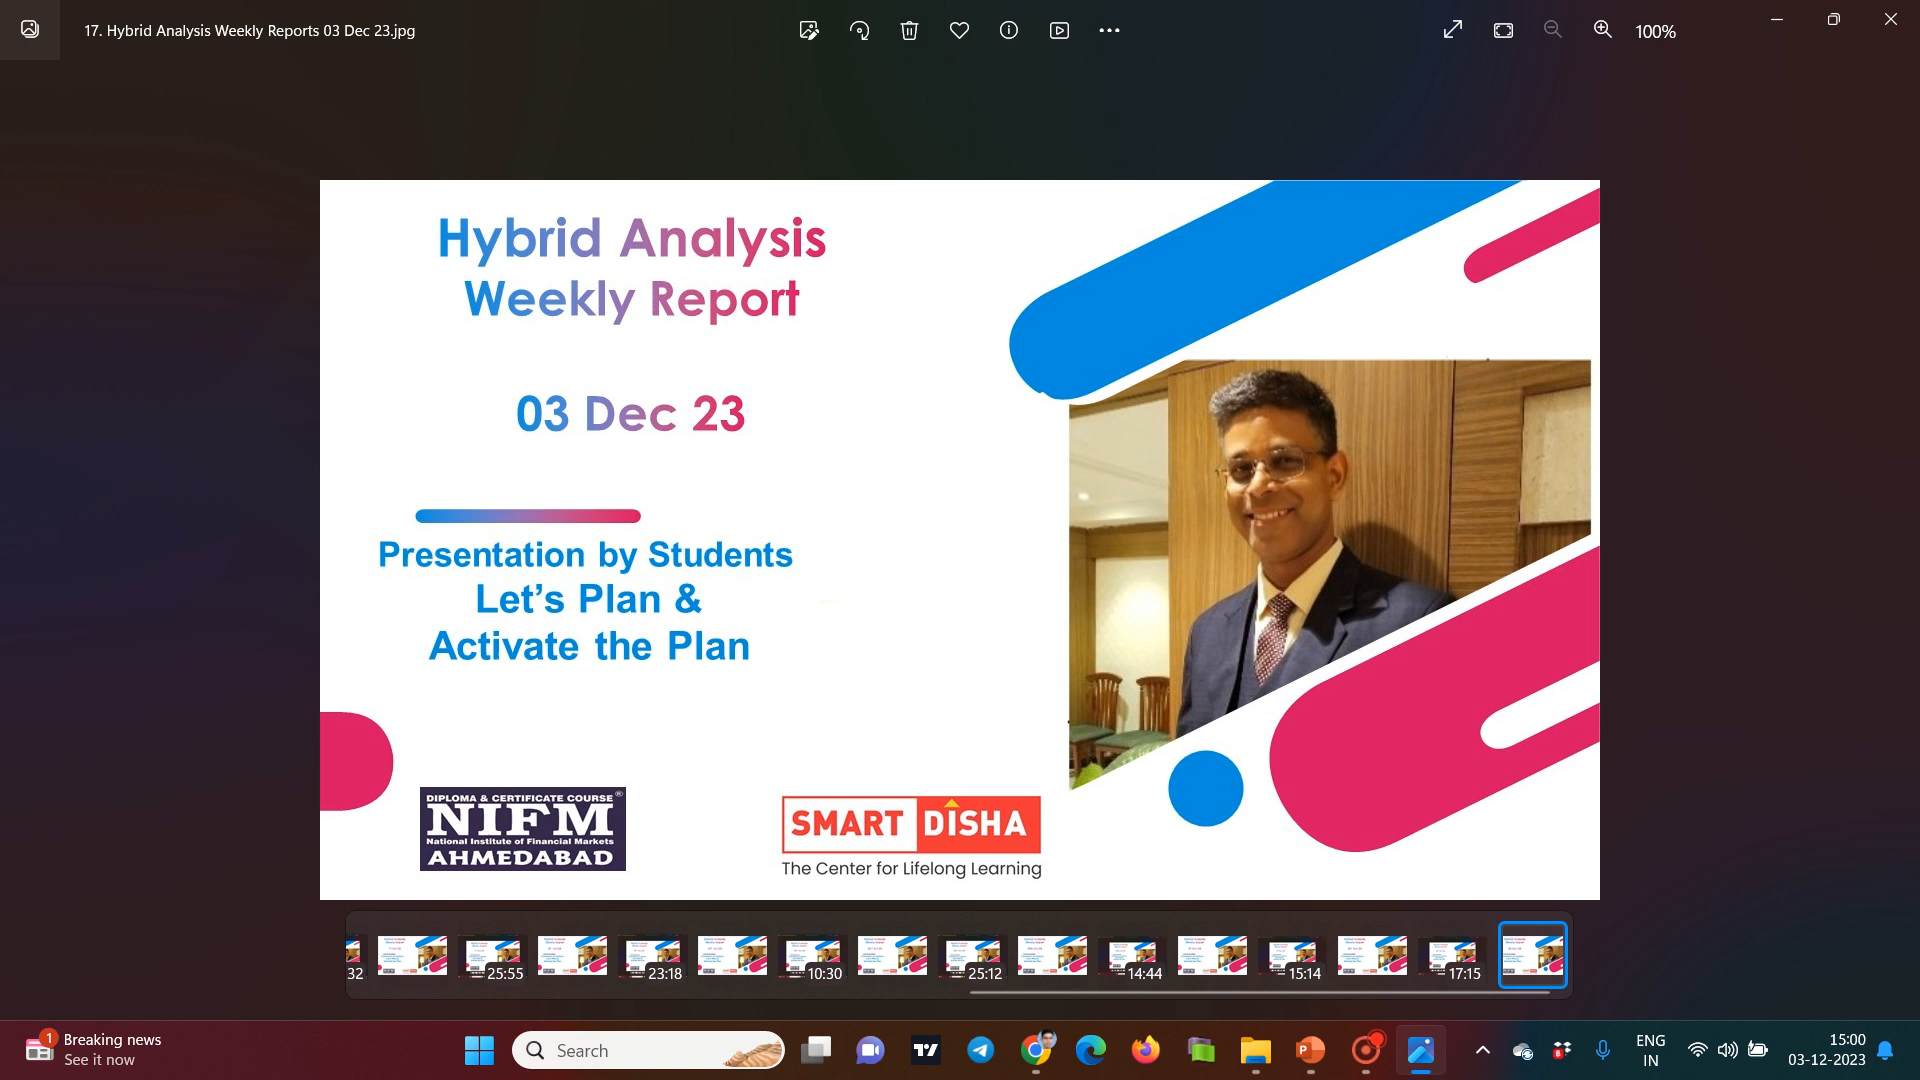 17. Hybrid Analysis Weekly Reports 03 Dec 23.jpg
100%
Hybrid Analysis
Weekly Report
03 Dec 23
Presentation by Students
Let's Plan &
Activate the Plan
DIPLOMA & CERTIFICATE COURSE ®
NIFM
National Institute of Financial Markets
AHMEDABAD
SMART DISHA
The Center for Lifelong Learning
32 25:55 23:18 10:30 25:12 14:44 15:14 17:15
1 Breaking news
See it now
Search
ENG
IN
15:00
03-12-2023